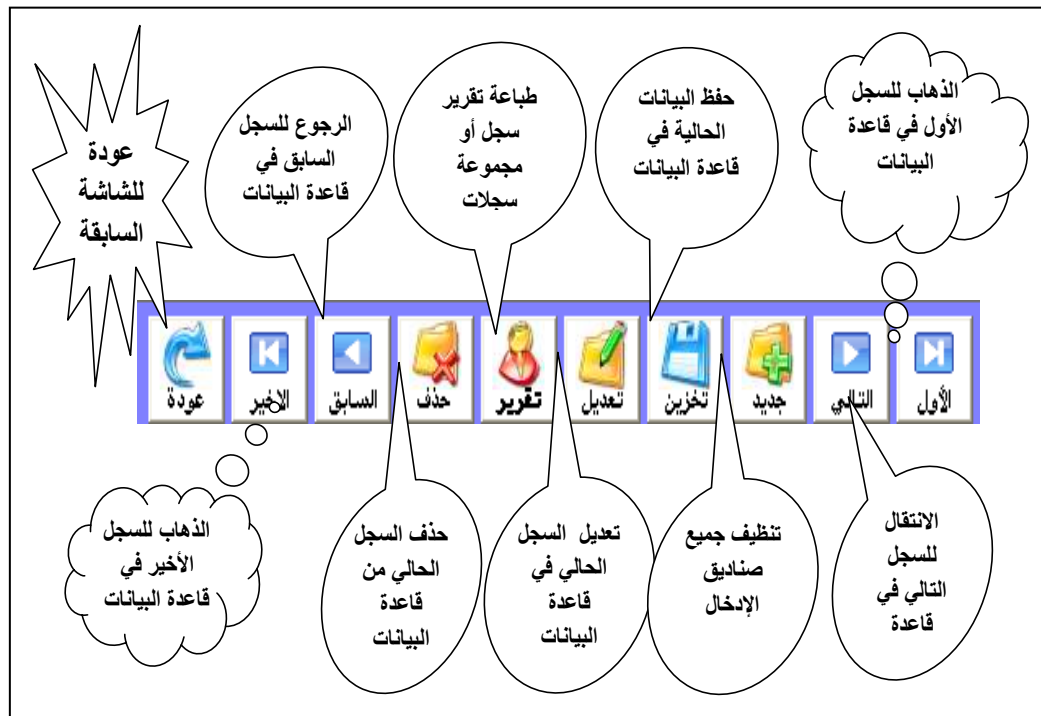 الذهاب للسجل
الأول في قاعدة
البيانات
حفظ البيانات
الحالية في
قاعدة البيانات
طباعة تقرير
سجل أو
مجموعة
سجلات
الرجوع للسجل
السابق في
قاعدة البيانات
عودة
للشاشة
السابقة
الأول
التالي
جديد
تخزين
تعديل
تقرير
حذف
السابق
الاخير
عودة
الانتقال
للسجل
التالي في
قاعدة
تنظيف جميع
صناديق
الإدخال
تعديل السجل
الحالي في
قاعدة
البيانات
حذف السجل
الحالي من
قاعدة
البيانات
الذهاب للسجل
الأخير في
قاعدة البيانات